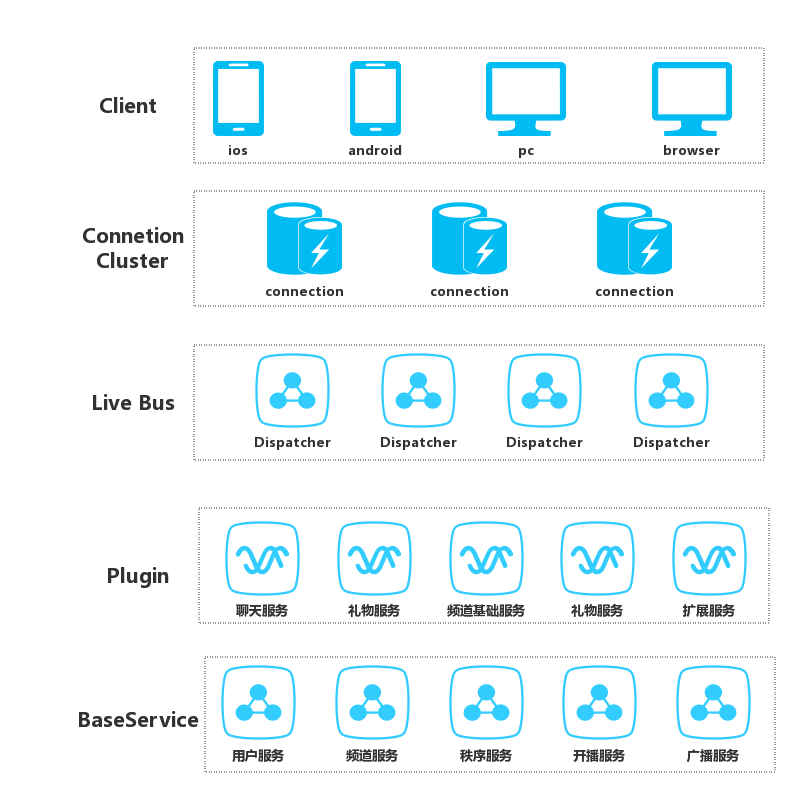 Client
ios
android
pc
browser
Connetion
Cluster
connection
connection
connection
Live Bus
Dispatcher
Dispatcher
Dispatcher
Dispatcher
Plugin
聊天服务
礼物服务
频道基础服务
礼物服务
扩展服务
BaseService
用户服务
频道服务
秩序服务
开播服务
广播服务